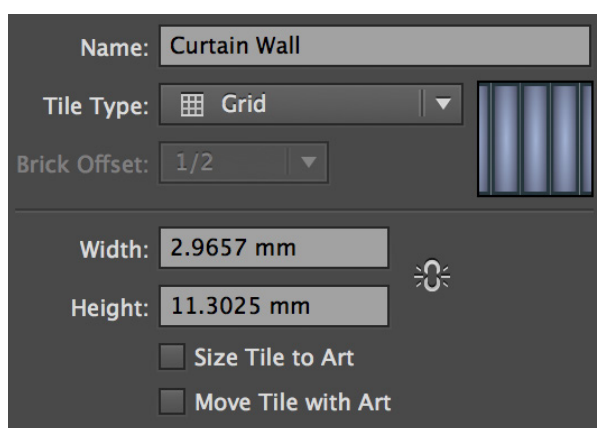 Name: Curtain Wall
Tile Type: Grid
Brick Offset: 1/2
Width: 2.9657 mm
Height: 11.3025 mm
Size Tile to Art
Move Tile with Art